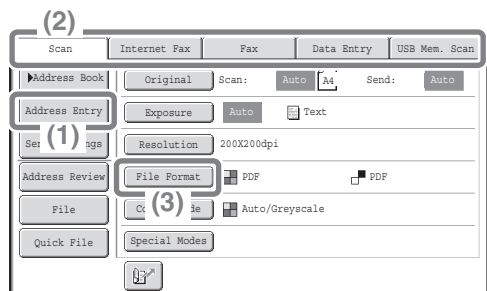 (2)
Scan Internet Fax Fax Data Entry USB Mem. Scan
Address Book Original Scan: Auto A4 Send: Auto
Address Entry Exposure Auto Text
(1)
Resolution 200X200dpi
Address Review File Format PDF PDF
(3)
File Auto/Greyscale
Quick File Special Modes